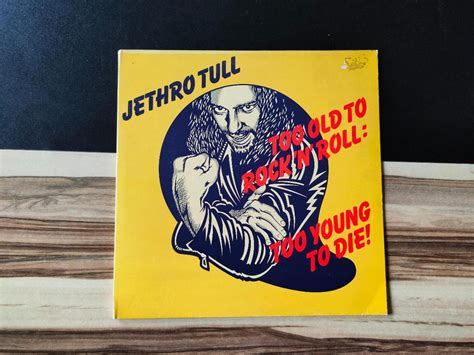 JETHRO TULL
TOO OLD TO
ROCK'N'ROLL:
TOO YOUNG
TO DIE!